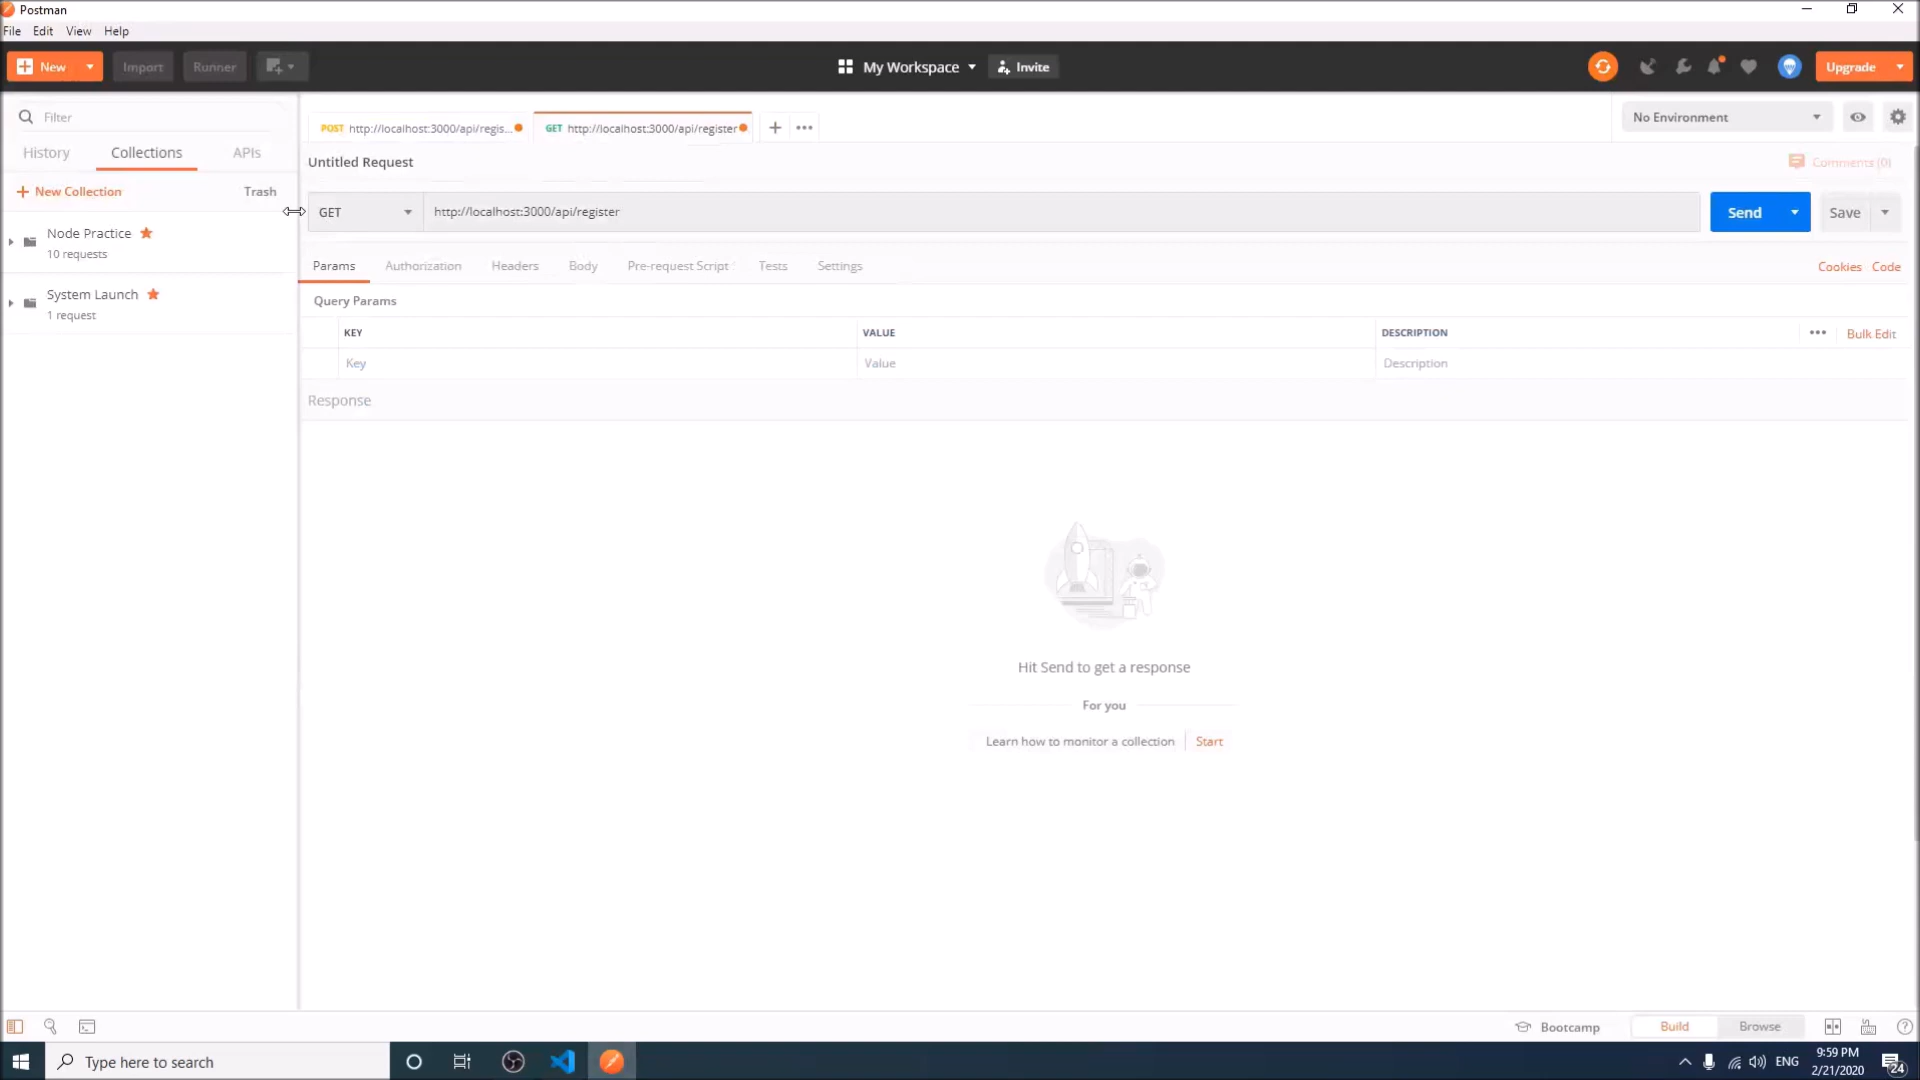 Postman
File Edit View Help
New Import Runner My Workspace Invite Upgrade
Filter
History Collections APIs
New Collection Trash
Node Practice
10 requests
System Launch
1 request
POST http://localhost:3000/api/regis... GET http://localhost:3000/api/register No Environment
Untitled Request Comments (0)
GET http://localhost:3000/api/register Send Save
Params Authorization Headers Body Pre-request Script Tests Settings Cookies Code
Query Params
KEY VALUE DESCRIPTION Bulk Edit
Key Value Description
Response
Hit Send to get a response
For you
Learn how to monitor a collection Start
Bootcamp Build Browse
Type here to search ENG 9:59 PM
2/21/2020 24